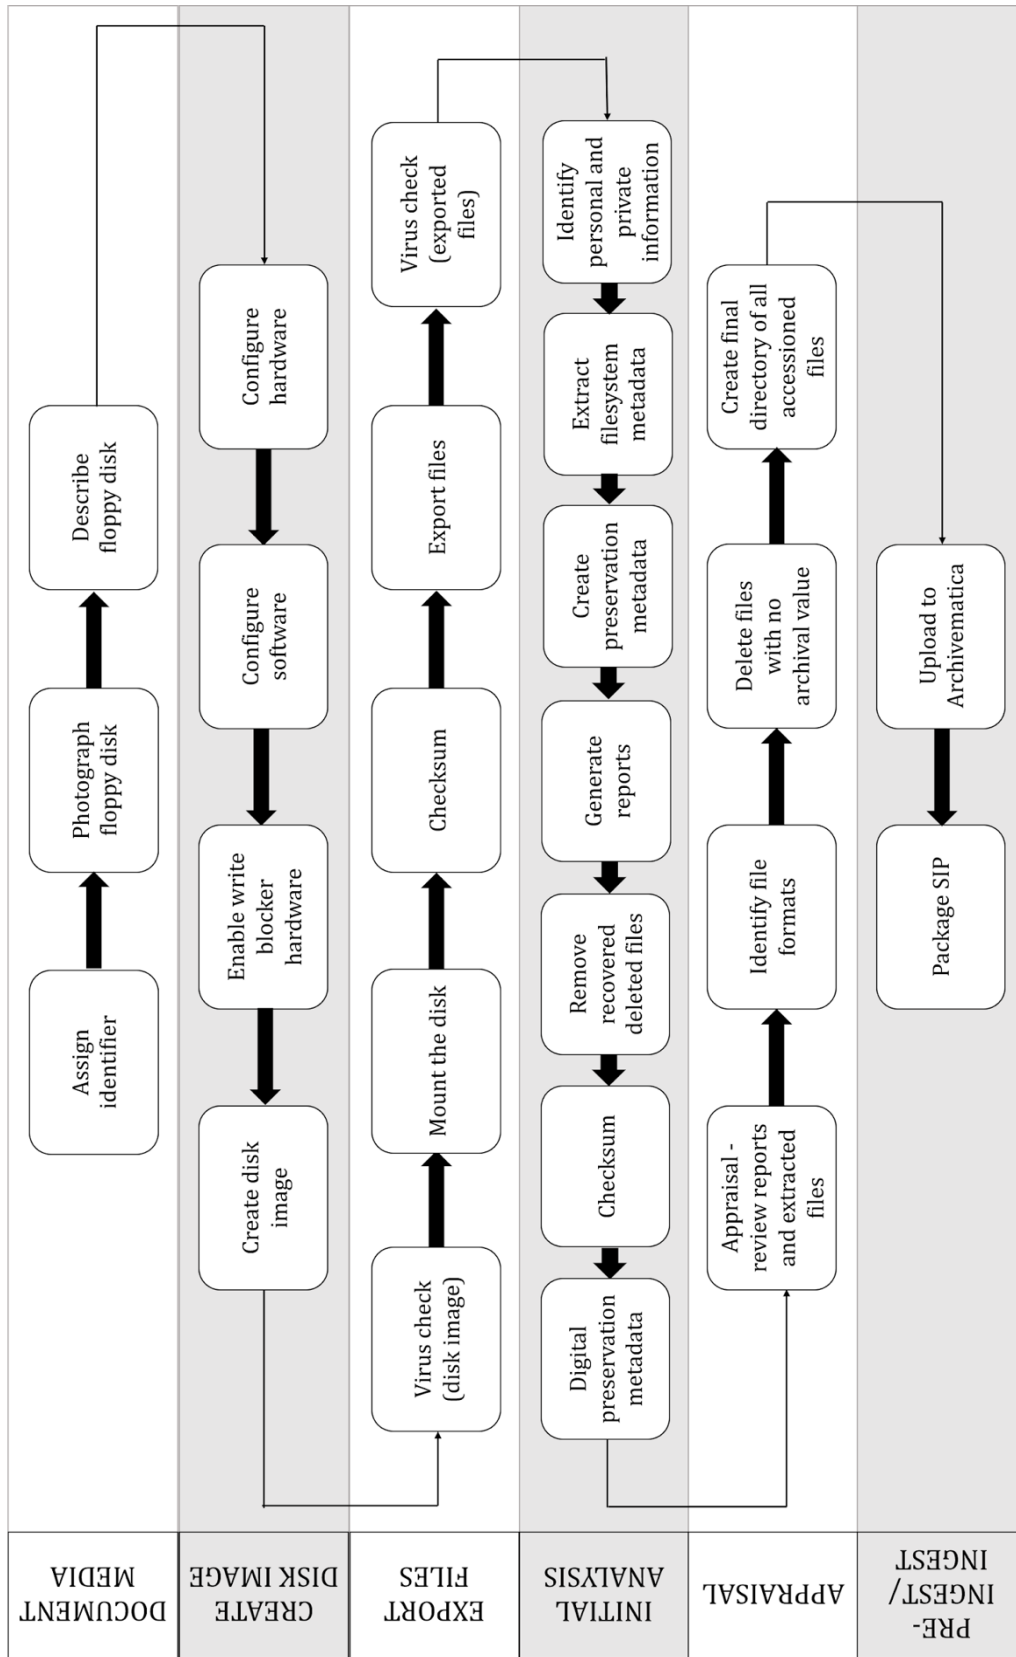 DOCUMENT
MEDIA
Assign
identifier
Photograph
floppy disk
Describe
floppy disk
CREATE
DISK IMAGE
Configure
hardware
Configure
software
Enable write
blocker
hardware
Create disk
image
EXPORT
FILES
Virus check
(disk image)
Mount the disk
Checksum
Export files
Virus check
(exported
files)
INITIAL
ANALYSIS
Identify
personal and
private
information
Extract
filesystem
metadata
Create
preservation
metadata
Generate
reports
Remove
recovered
deleted files
Checksum
Digital
preservation
metadata
APPRAISAL
Appraisal -
review reports
and extracted
files
Identify file
formats
Delete files
with no
archival value
Create final
directory of all
accessioned
files
PRE-
INGEST/
INGEST
Upload to
Archivematica
Package SIP